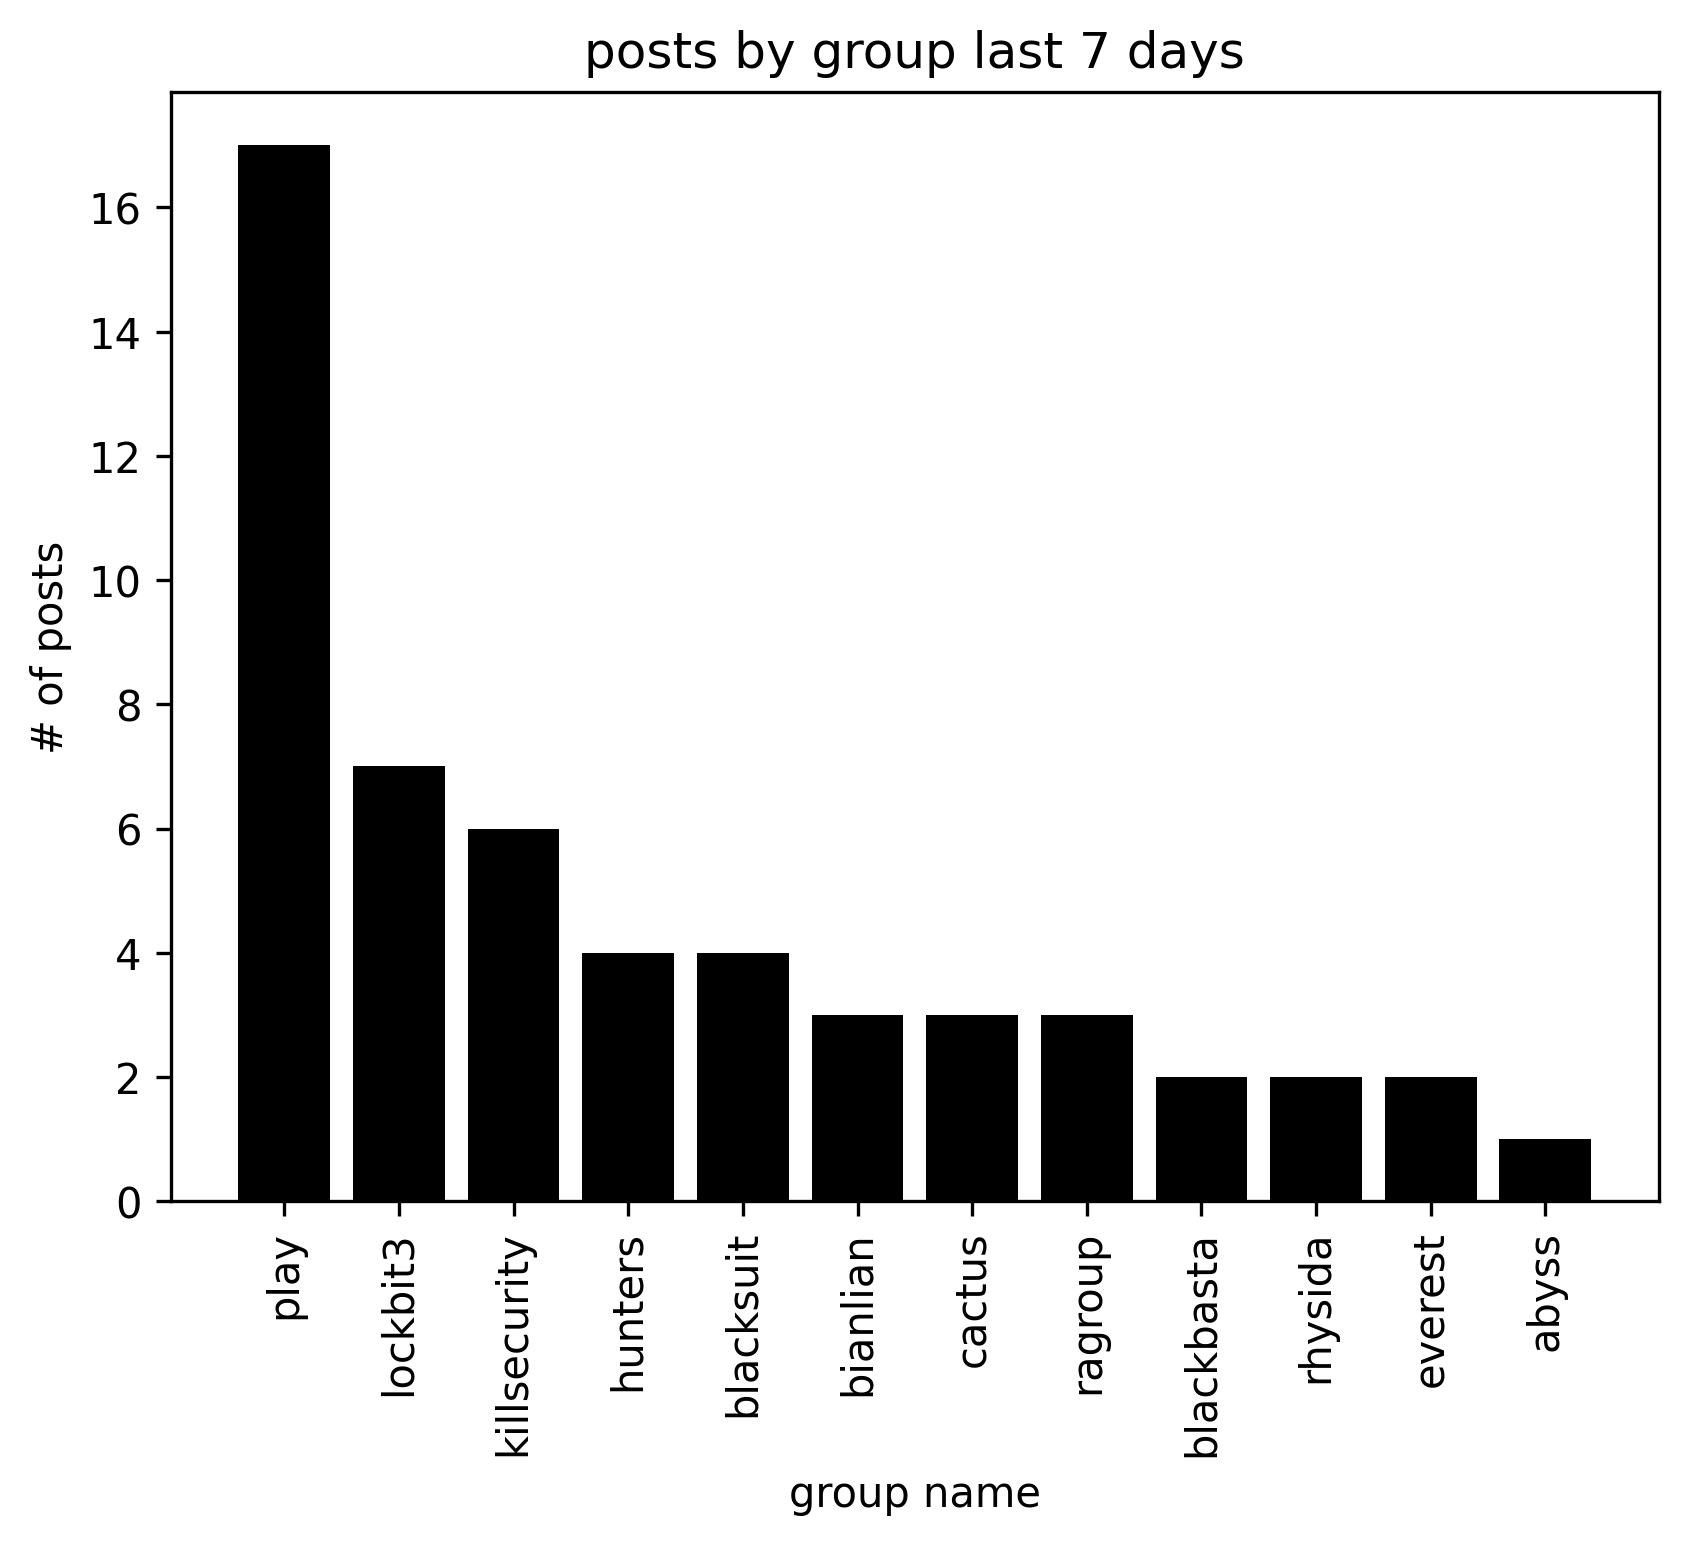 posts by group last 7 days
# of posts
16
14
12
10
8
6
4
2
0
play
lockbit3
killsecurity
hunters
blacksuit
bianlian
cactus
ragroup
blackbasta
rhysida
everest
abyss
group name